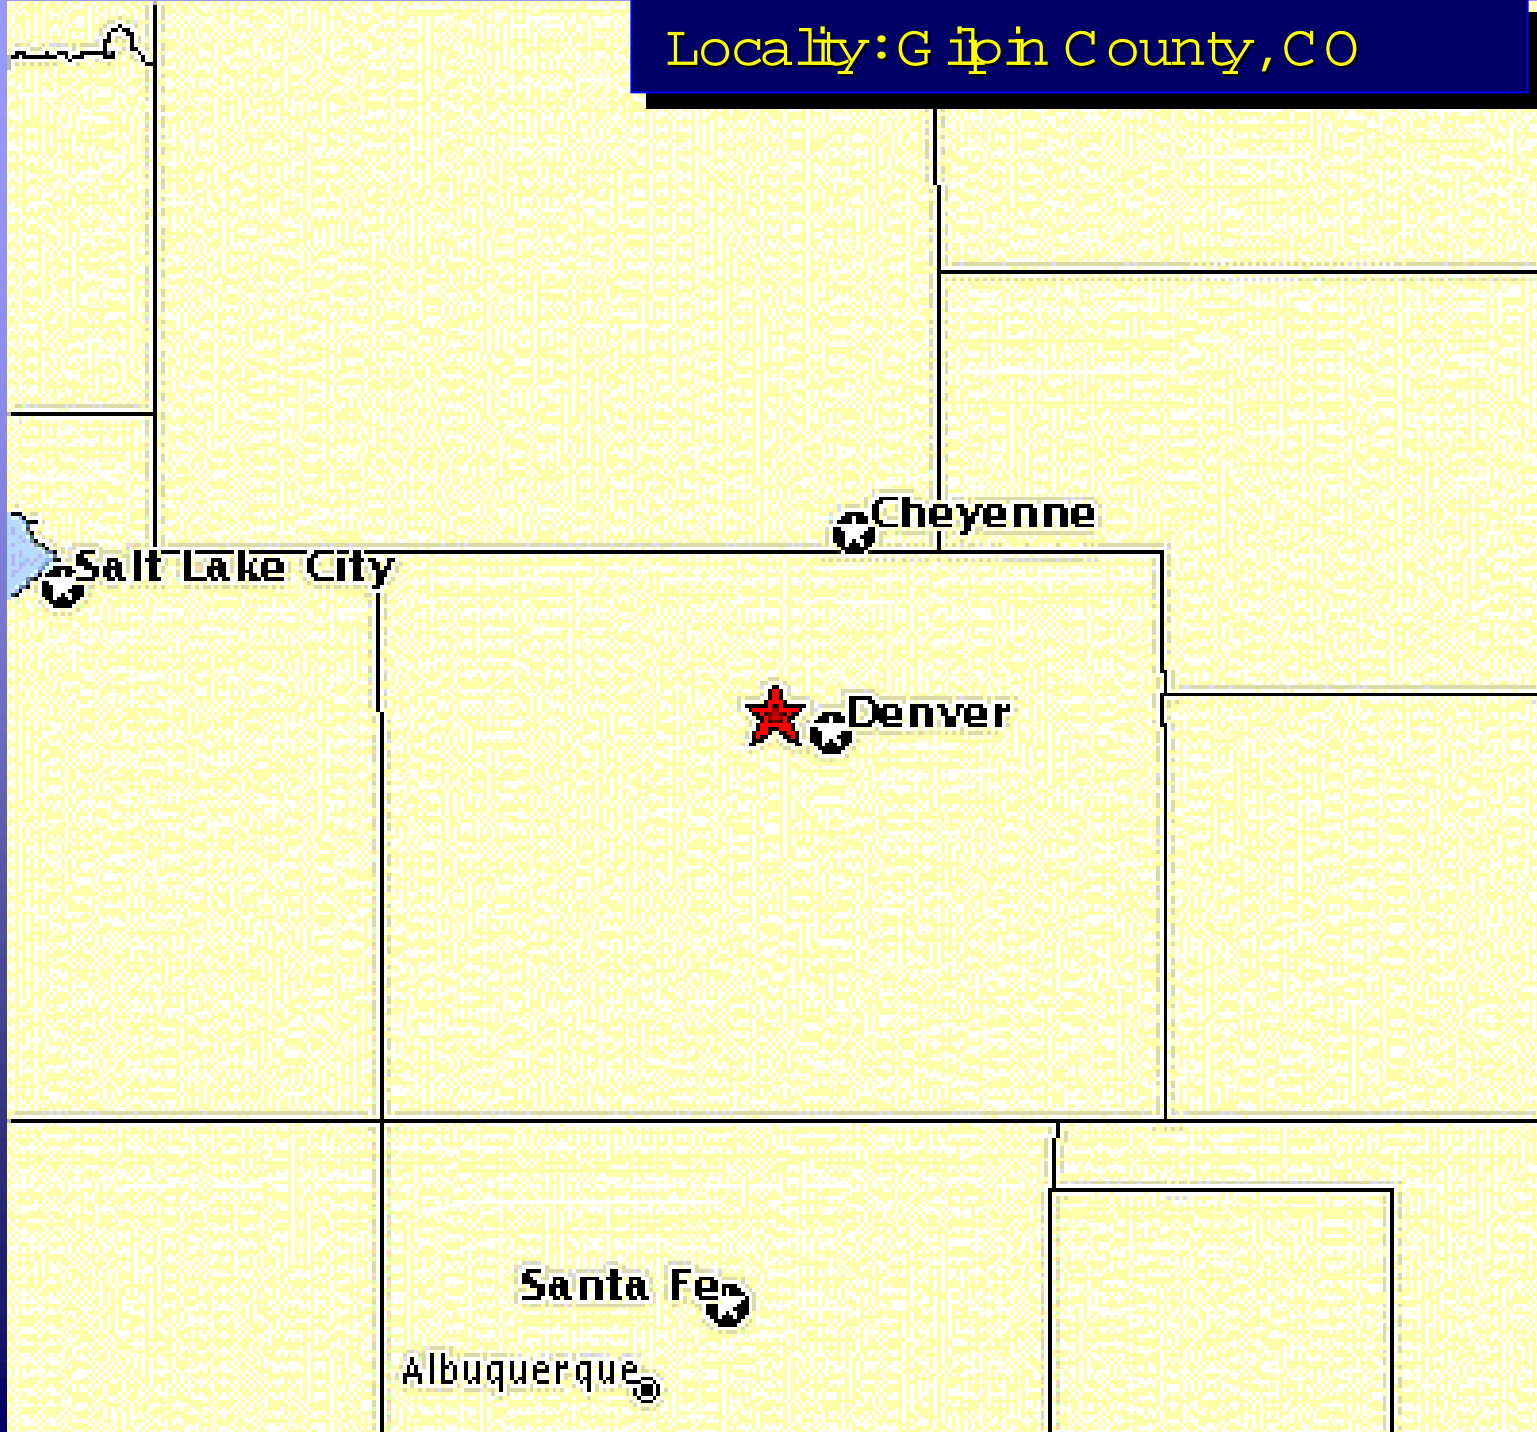 Locality: Gilpin County, CO
Cheyenne
Salt Lake City
Denver
Santa Fe
Albuquerque